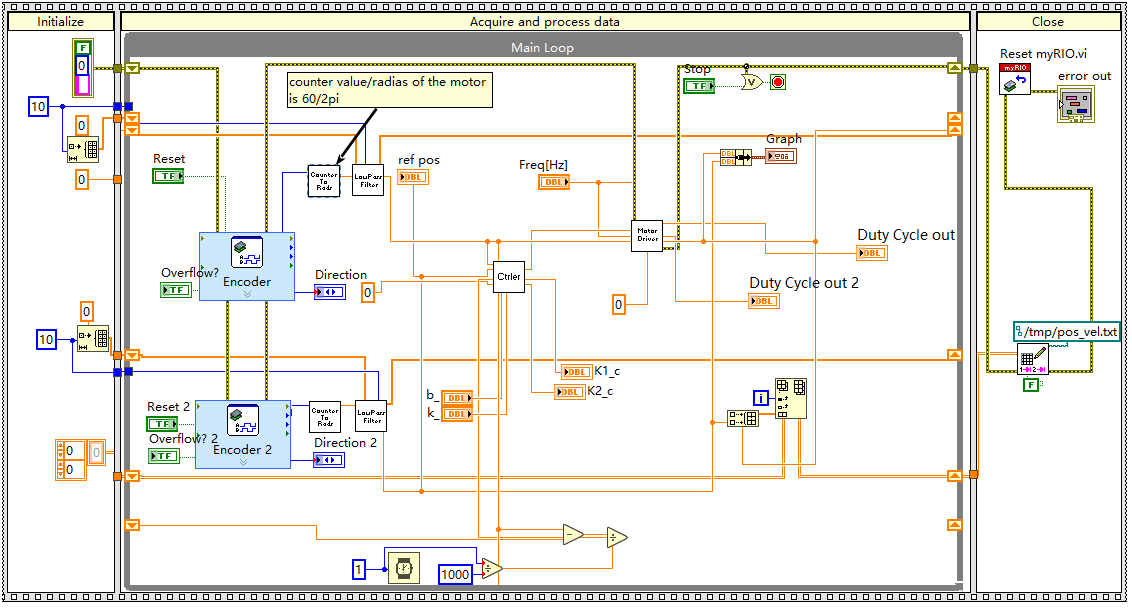 Initialize
Acquire and process data
Close
Main Loop
F
0
10
0
0
counter value/radias of the motor
is 60/2pi
Stop
TF
V
Reset myRIO.vi
myRIO
error out
Reset
TF
Counter
To
Rads
LowPass
Filter
ref pos
DBL
Freq[Hz]
DBL
DBL
DBL
Graph
Motor
Driver
Duty Cycle out
DBL
Overflow?
TF
Encoder
Direction
0
Ctrler
0
Duty Cycle out 2
DBL
0
10
/tmp/pos_vel.txt
F
K1_c
DBL
K2_c
DBL
b_
DBL
k_
DBL
i
Reset 2
TF
Overflow? 2
TF
Encoder 2
Counter
To
Rads
LowPass
Filter
Direction 2
0
0
0
1
1000